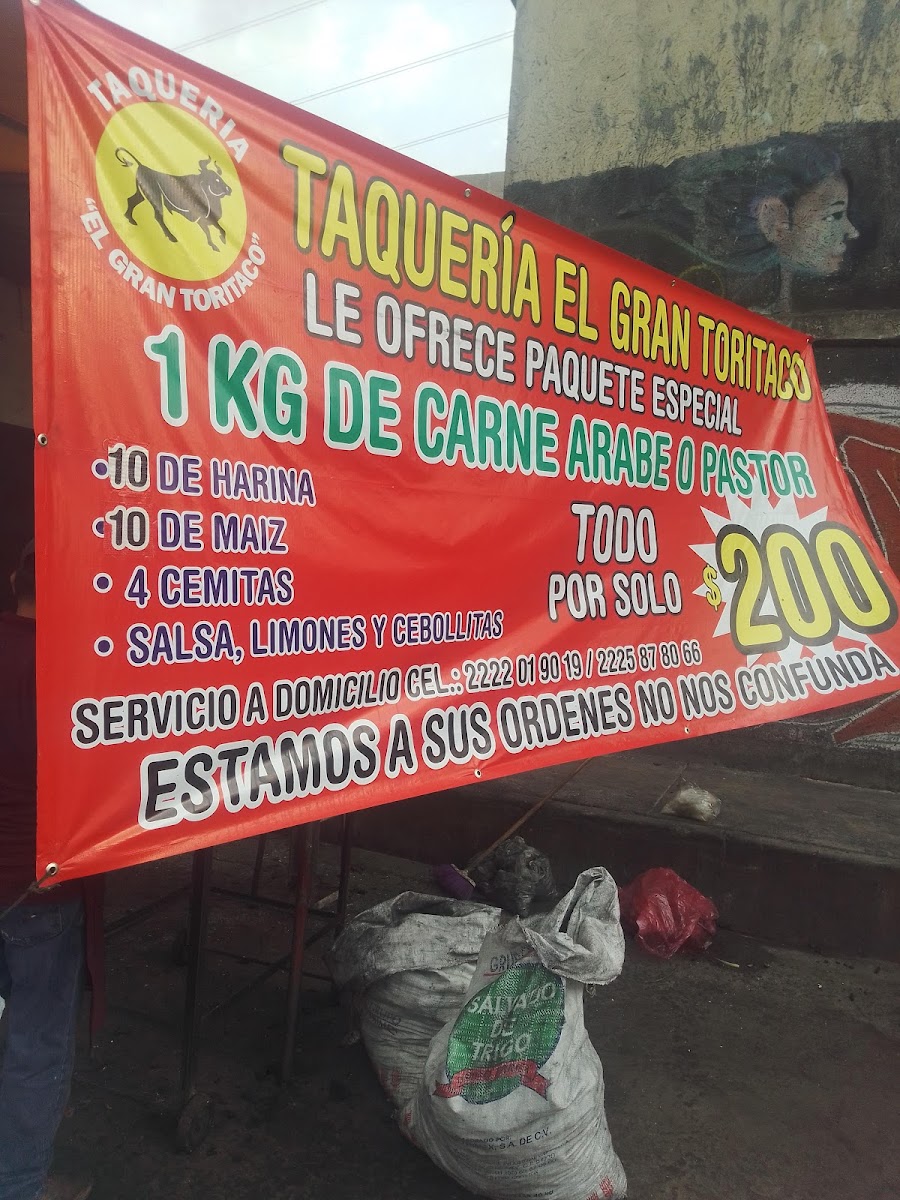 TAQUERIA
"EL GRAN TORITACO"
TAQUERÍA EL GRAN TORITACO
LE OFRECE PAQUETE ESPECIAL
1 KG DE CARNE ARABE O PASTOR
•10 DE HARINA
•10 DE MAIZ
• 4 CEMITAS
• SALSA, LIMONES Y CEBOLLITAS
TODO
POR SOLO
$200
SERVICIO A DOMICILIO CEL.: 2222 01 90 19 / 2225 87 80 66
ESTAMOS A SUS ORDENES NO NOS CONFUNDA
SALVADO
DE
TRIGO
S.A. DE C.V.